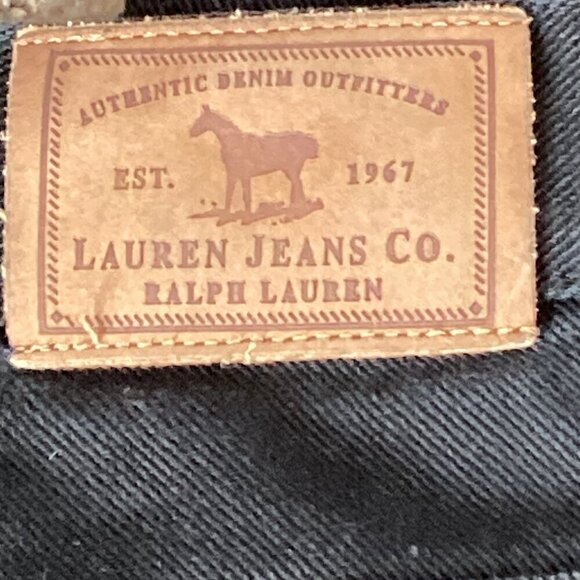 AUTHENTIC DENIM OUTFITTERS
EST. 1967
LAUREN JEANS CO.
RALPH LAUREN